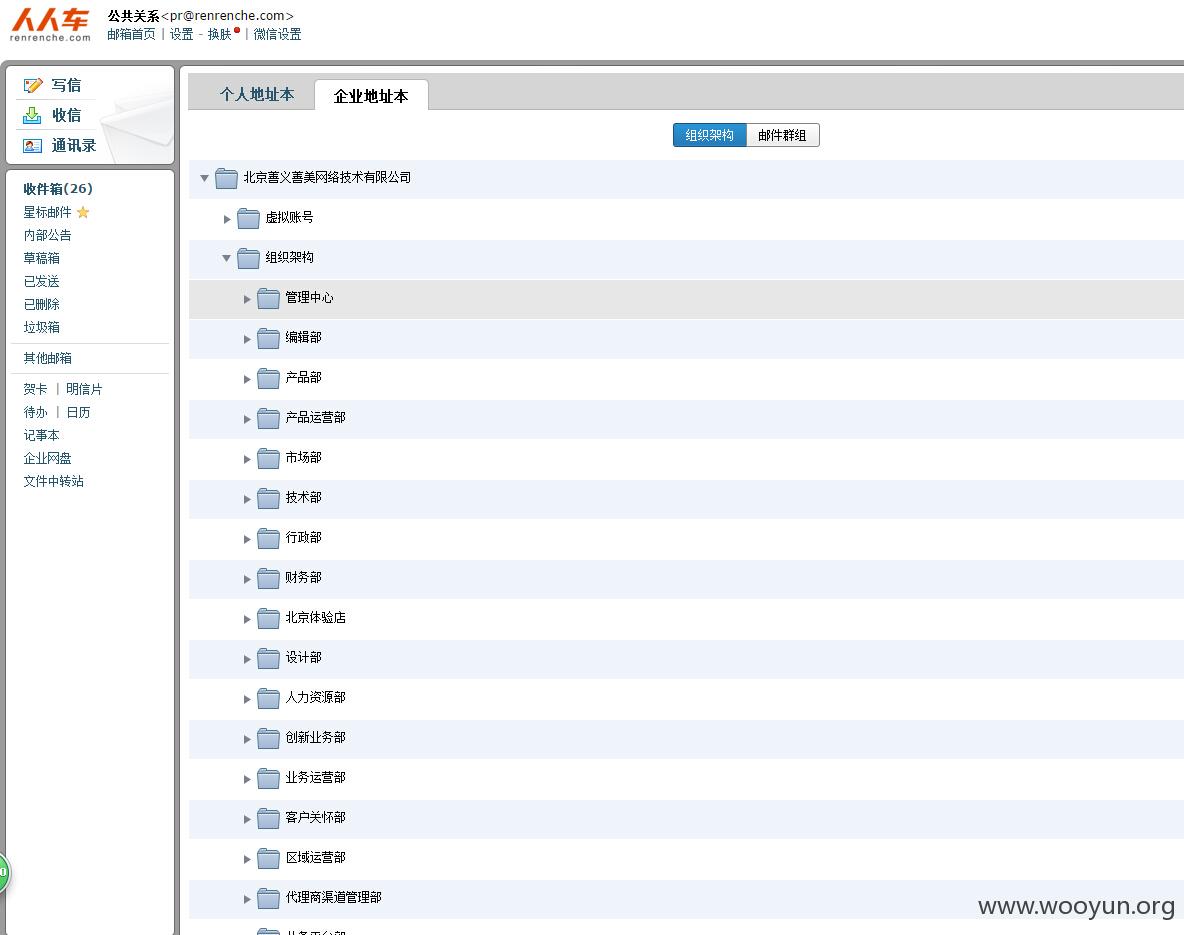 人人车
renrenche.com
公共关系<pr@renrenche.com>
邮箱首页 | 设置 - 换肤 | 微信设置
写信
收信
通讯录
收件箱(26)
星标邮件
内部公告
草稿箱
已发送
已删除
垃圾箱
其他邮箱
贺卡 | 明信片
待办 | 日历
记事本
企业网盘
文件中转站
个人地址本
企业地址本
组织架构
邮件群组
北京善义善美网络技术有限公司
虚拟账号
组织架构
管理中心
编辑部
产品部
产品运营部
市场部
技术部
行政部
财务部
北京体验店
设计部
人力资源部
创新业务部
业务运营部
客户关怀部
区域运营部
代理商渠道管理部
www.wooyun.org